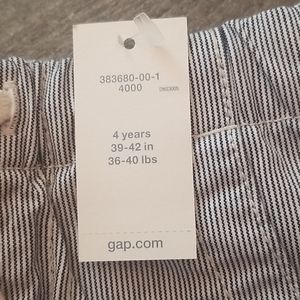 383680-00-1
4000
4 years
39-42 in
36-40 lbs
gap.com